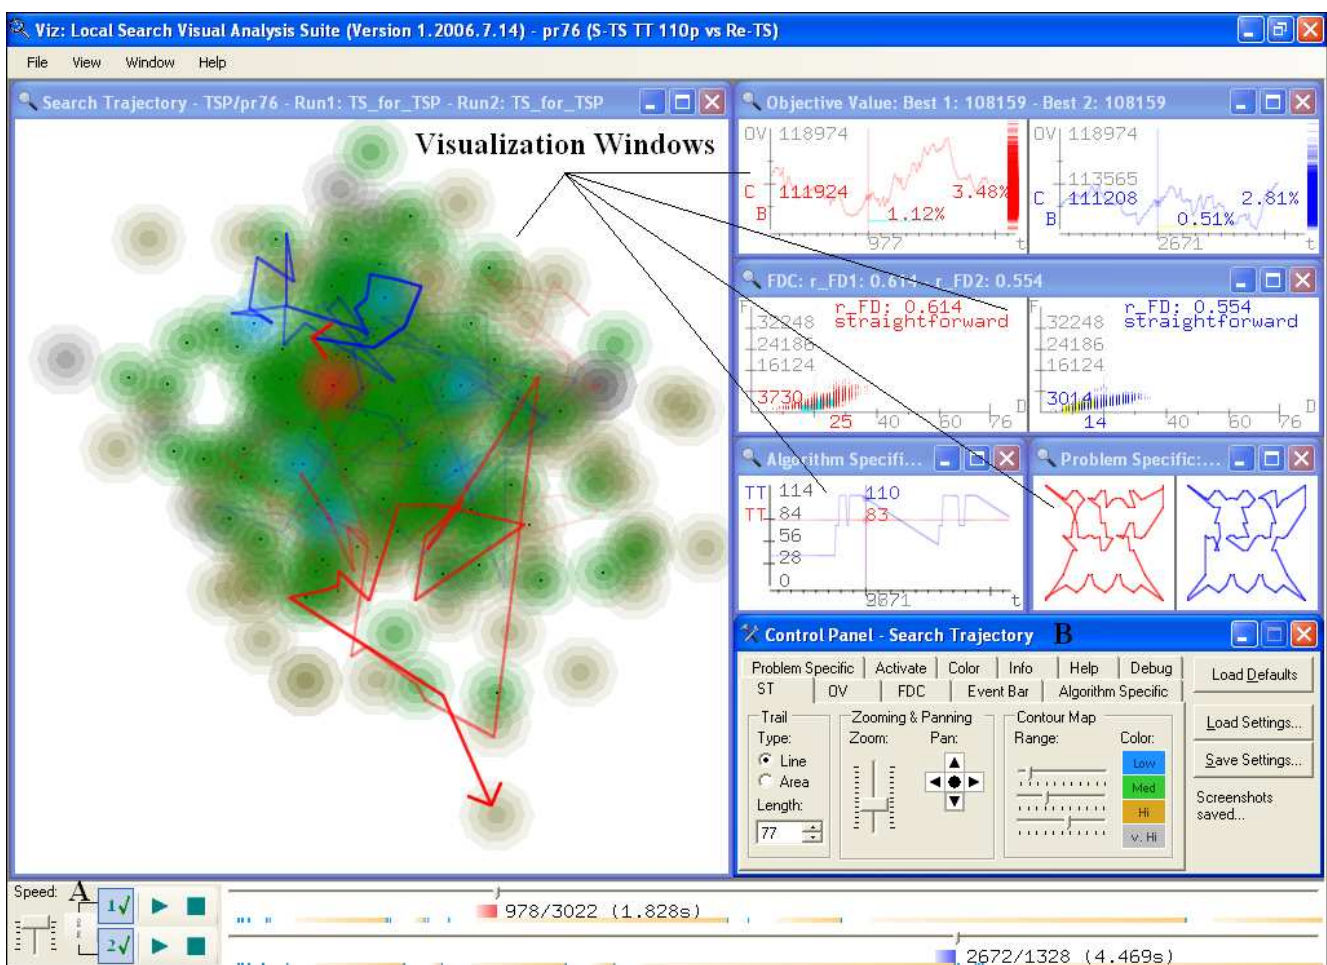 Viz: Local Search Visual Analysis Suite (Version 1.2006.7.14) - pr76 (S-TS TT 110p vs Re-TS)
File View Window Help
Search Trajectory - TSP/pr76 - Run1: TS_for_TSP - Run2: TS_for_TSP
Visualization Windows
Objective Value: Best 1: 108159 - Best 2: 108159
OV 118974
C 111924 3.48%
B 1.12%
977 t
OV 118974
113565
C 111208 2.81%
B 0.51%
2671 t
FDC: r_FD1: 0.614 - r_FD2: 0.554
F r_FD: 0.614
32248 straightforward
24186
16124
3730 D
25 40 60 76
F r_FD: 0.554
32248 straightforward
24186
16124
3014 D
14 40 60 76
Algorithm Specifi...
TT 114 110
TT 84 83
56
28
0
2671 t
Problem Specific:...
Control Panel - Search Trajectory B
Problem Specific Activate Color Info Help Debug
ST OV FDC Event Bar Algorithm Specific
Load Defaults
Load Settings...
Save Settings...
Screenshots
saved...
Trail
Type:
Line
Area
Length:
77
Zooming & Panning
Zoom: Pan:
Contour Map
Range: Color:
Low
Med
Hi
v. Hi
Speed: A
1
978/3022 (1.828s)
2
2672/1328 (4.469s)